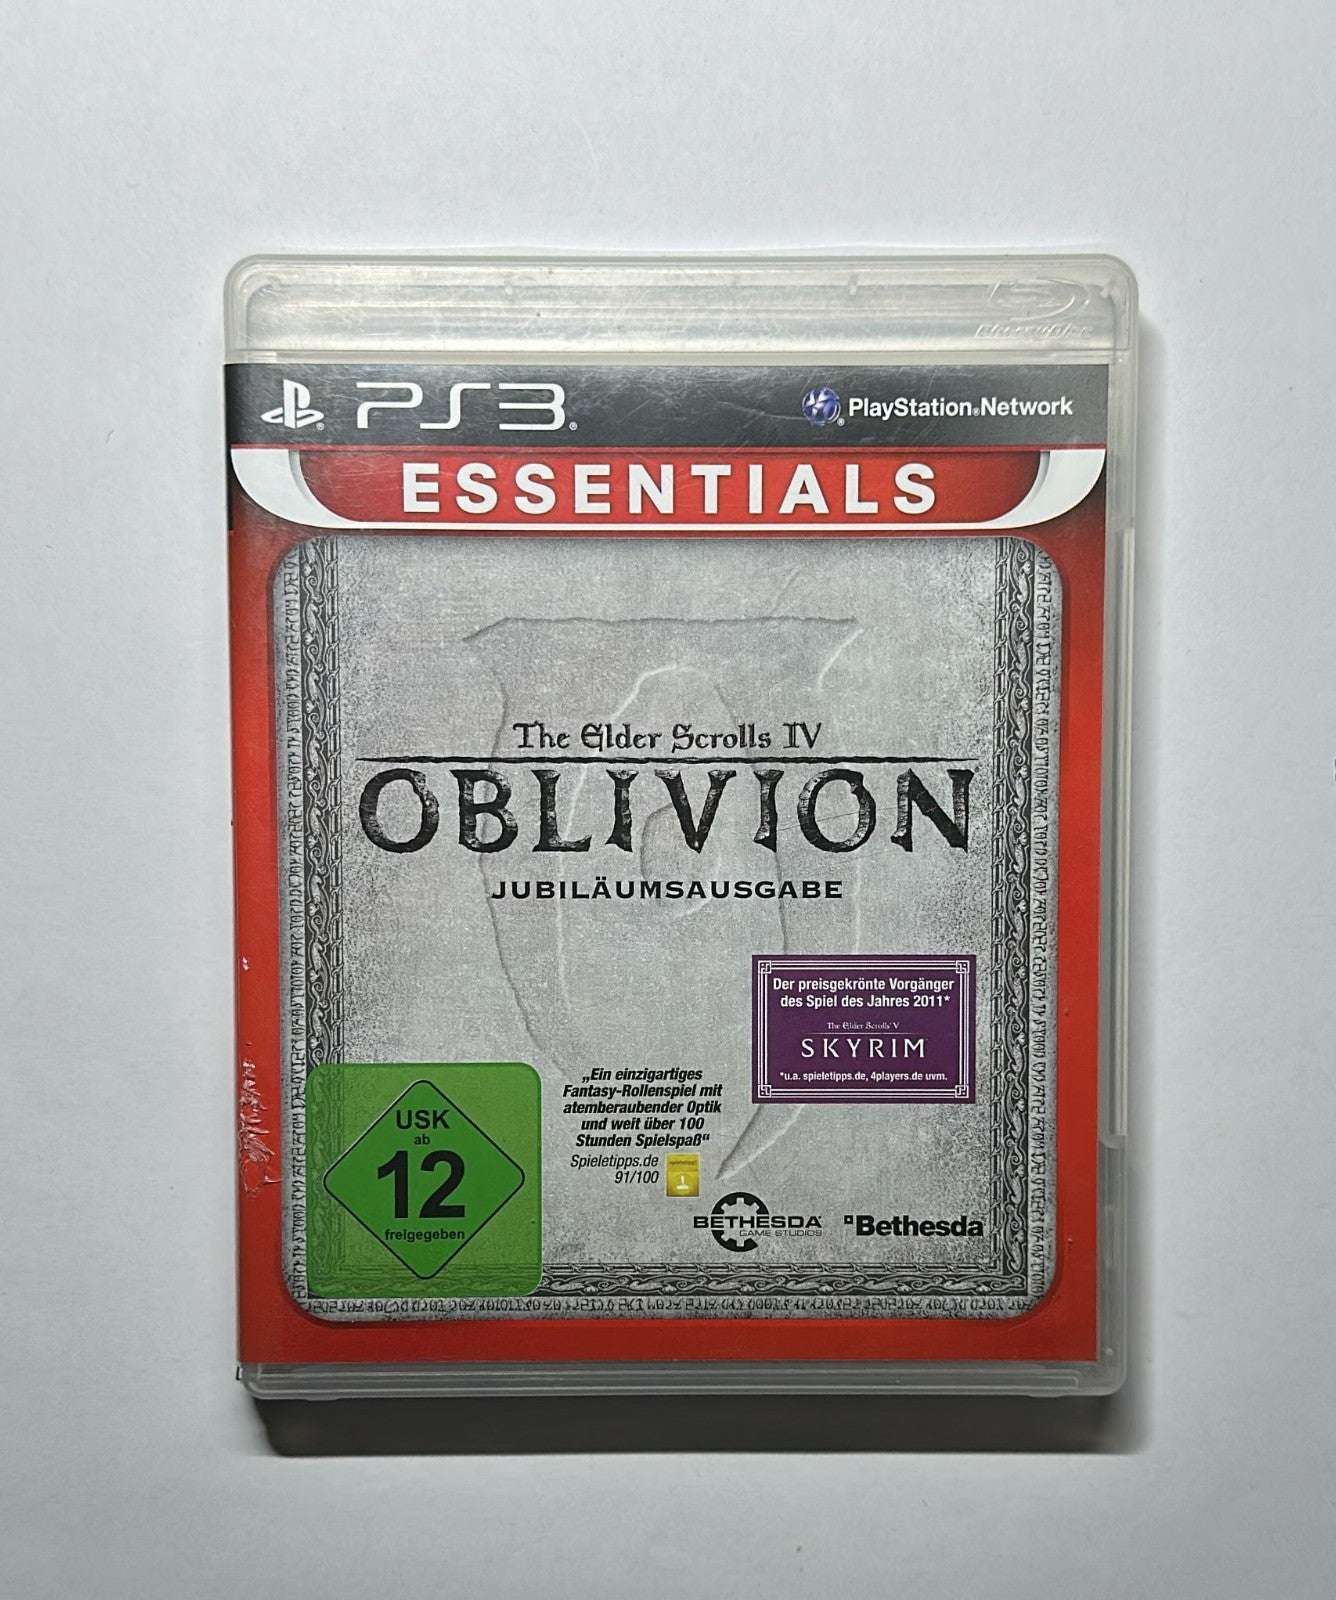 PS3
PlayStation®Network
ESSENTIALS
The Elder Scrolls IV
OBLIVION
JUBILÄUMSAUSGABE
Der preisgekrönte Vorgänger
des Spiel des Jahres 2011*
The Elder Scrolls V
SKYRIM
*u.a. spieletipps.de, 4players.de uvm.
„Ein einzigartiges
Fantasy-Rollenspiel mit
atemberaubender Optik
und weit über 100
Stunden Spielspaß“
Spieletipps.de
91/100
USK
ab
12
freigegeben
BETHESDA
GAME STUDIOS
Bethesda